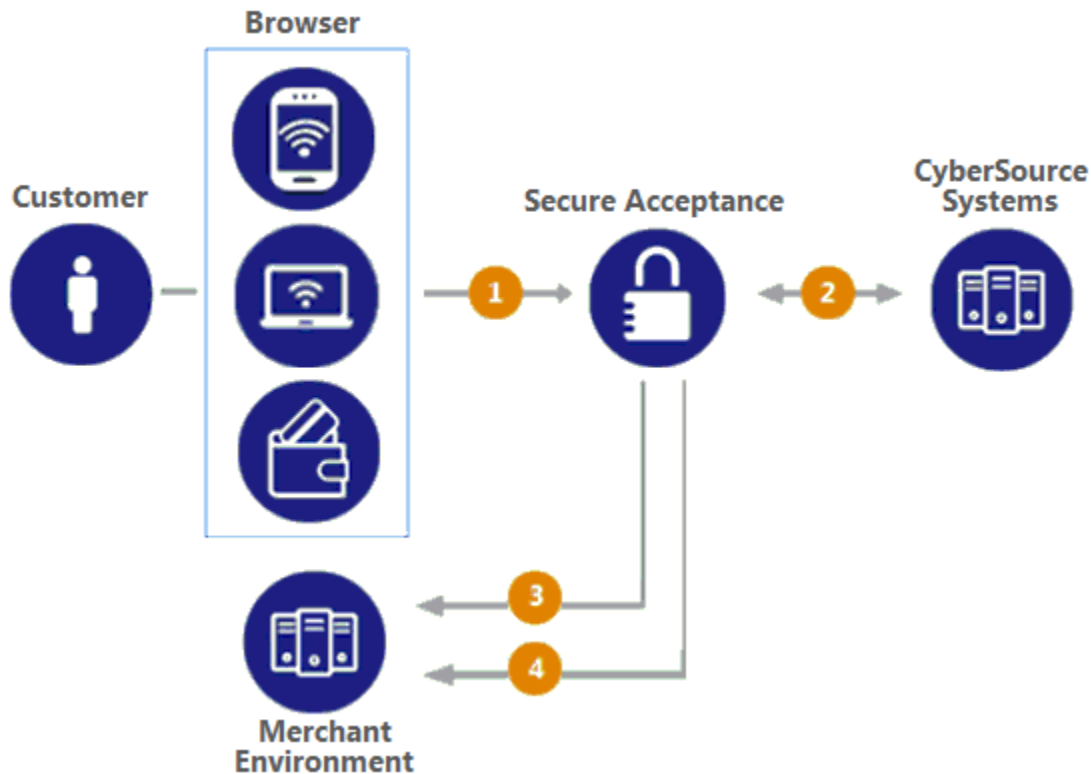 Browser
Customer
Secure Acceptance
CyberSource
Systems
1
2
3
4
Merchant
Environment